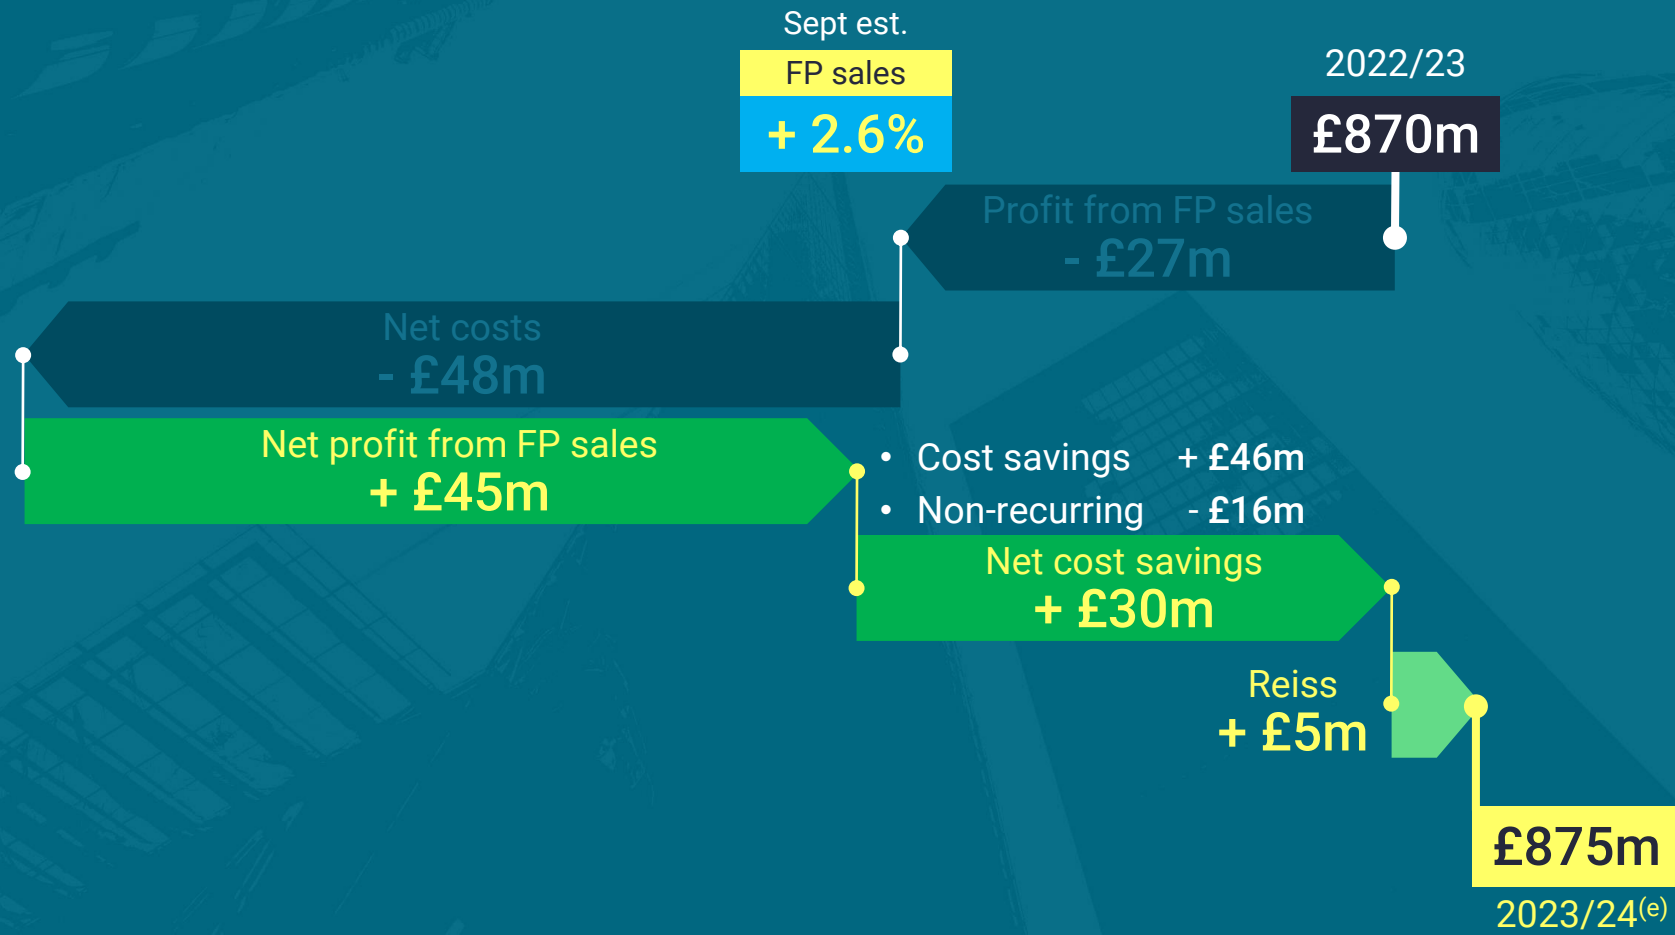 Sept est.
FP sales
+ 2.6%
2022/23
£870m
Profit from FP sales
- £27m
Net costs
- £48m
Net profit from FP sales
+ £45m
• Cost savings + £46m
• Non-recurring - £16m
Net cost savings
+ £30m
Reiss
+ £5m
£875m
2023/24(e)